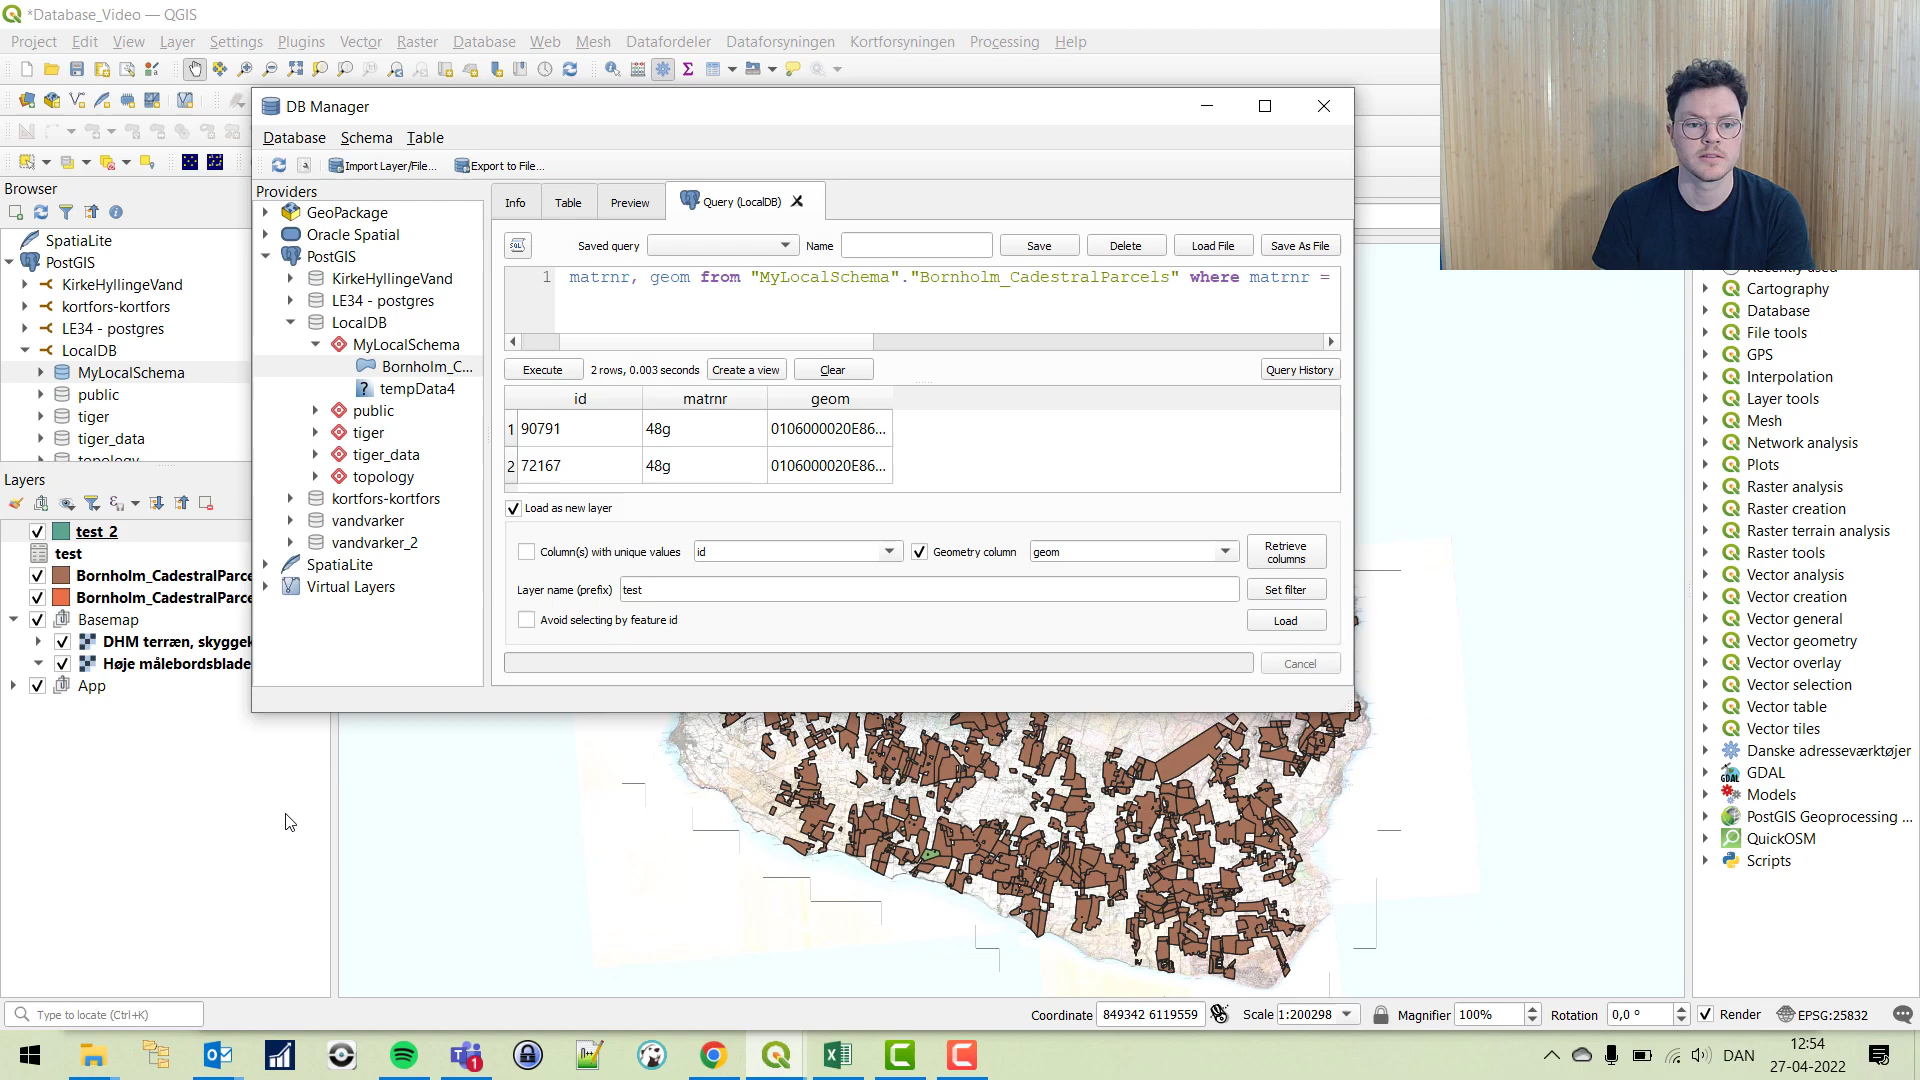 *Database_Video — QGIS
Project Edit View Layer Settings Plugins Vector Raster Database Web Mesh Datafordeler Dataforsyningen Kortforsyningen Processing Help
DB Manager
Database Schema Table
Import Layer/File... Export to File...
Browser
SpatiaLite
PostGIS
KirkeHyllingeVand
kortfors-kortfors
LE34 - postgres
LocalDB
MyLocalSchema
public
tiger
tiger_data
topology
Layers
test_2
test
Bornholm_CadestralParce
Bornholm_CadestralParce
Basemap
DHM terræn, skyggek
Høje målebordsblade
App
Providers
GeoPackage
Oracle Spatial
PostGIS
KirkeHyllingeVand
LE34 - postgres
LocalDB
MyLocalSchema
Bornholm_C...
tempData4
public
tiger
tiger_data
topology
kortfors-kortfors
vandvarker
vandvarker_2
SpatiaLite
Virtual Layers
Info Table Preview Query (LocalDB)
Saved query Name Save Delete Load File Save As File
1 matrnr, geom from "MyLocalSchema"."Bornholm_CadestralParcels" where matrnr =
Execute 2 rows, 0.003 seconds Create a view Clear Query History
id matrnr geom
1 90791 48g 0106000020E86...
2 72167 48g 0106000020E86...
Load as new layer
Column(s) with unique values id Geometry column geom Retrieve columns
Layer name (prefix) test Set filter
Avoid selecting by feature id Load
Cancel
Recently used
Cartography
Database
File tools
GPS
Interpolation
Layer tools
Mesh
Network analysis
Plots
Raster analysis
Raster creation
Raster terrain analysis
Raster tools
Vector analysis
Vector creation
Vector general
Vector geometry
Vector overlay
Vector selection
Vector table
Vector tiles
Danske adresseværktøjer
GDAL
Models
PostGIS Geoprocessing ...
QuickOSM
Scripts
Type to locate (Ctrl+K) Coordinate 849342 6119559 Scale 1:200298 Magnifier 100% Rotation 0,0 ° Render EPSG:25832
1
DAN
12:54
27-04-2022